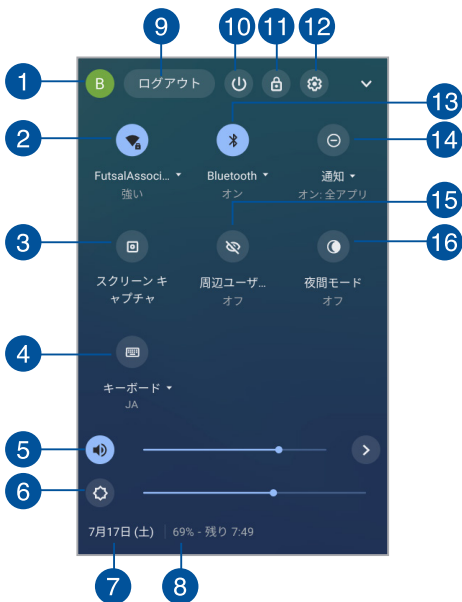 9 10 11 12
1 B ログアウト
13
2 14
FutsalAssoci... Bluetooth 通知
強い オン オン: 全アプリ
15
3 16
スクリーン キ 周辺ユーザ... 夜間モード
ャプチャ オフ オフ
4
キーボード
JA
5
6
7月17日 (土) 69% - 残り 7:49
7 8